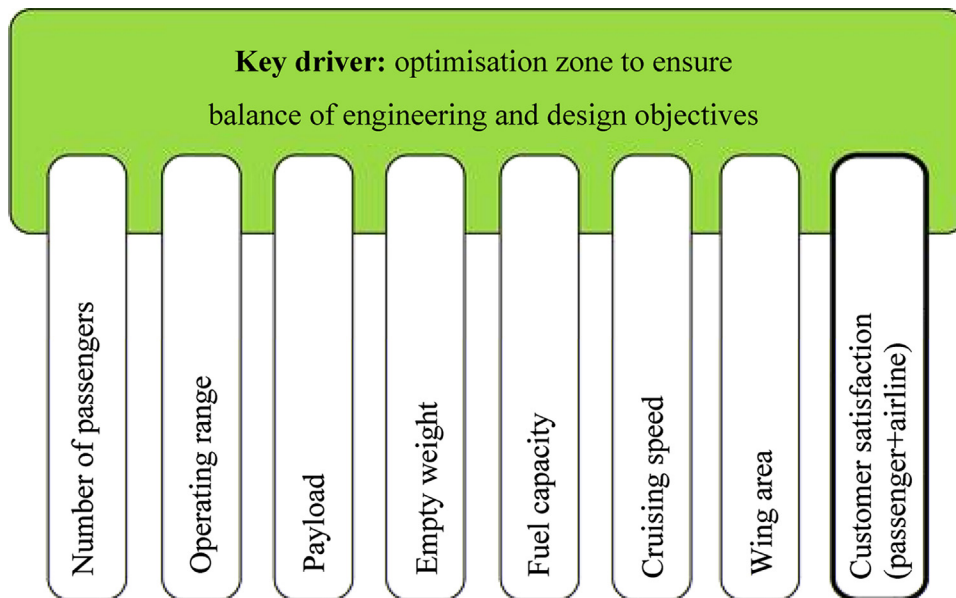 Key driver: optimisation zone to ensure
balance of engineering and design objectives
Number of passengers
Operating range
Payload
Empty weight
Fuel capacity
Cruising speed
Wing area
Customer satisfaction
(passenger+airline)